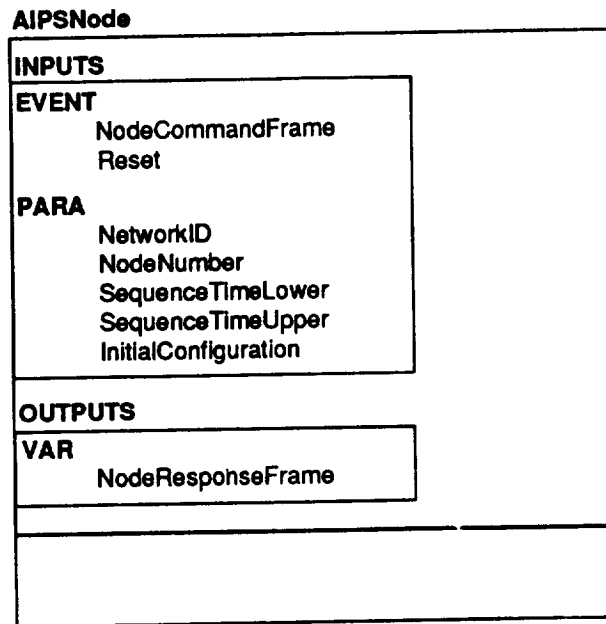 AIPSNode
INPUTS
EVENT
NodeCommandFrame
Reset
PARA
NetworkID
NodeNumber
SequenceTimeLower
SequenceTimeUpper
InitialConfiguration
OUTPUTS
VAR
NodeResponseFrame